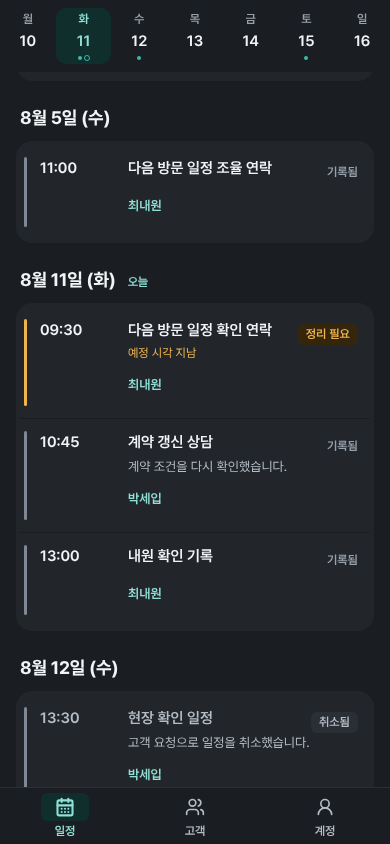 월 화 수 목 금 토 일
10 11 12 13 14 15 16
8월 5일 (수)
11:00 다음 방문 일정 조율 연락 기록됨
최내원
8월 11일 (화) 오늘
09:30 다음 방문 일정 확인 연락 정리 필요
예정 시각 지남
최내원
10:45 계약 갱신 상담 기록됨
계약 조건을 다시 확인했습니다.
박세입
13:00 내원 확인 기록 기록됨
최내원
8월 12일 (수)
13:30 현장 확인 일정 취소됨
고객 요청으로 일정을 취소했습니다.
박세입
일정 고객 계정